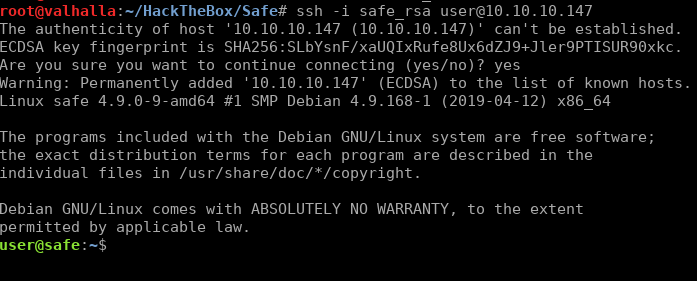 root@valhalla:~/HackTheBox/Safe# ssh -i safe_rsa user@10.10.10.147
The authenticity of host '10.10.10.147 (10.10.10.147)' can't be established.
ECDSA key fingerprint is SHA256:SLbYsnF/xaUQIxRufe8Ux6dZJ9+Jler9PTISUR90xkc.
Are you sure you want to continue connecting (yes/no)? yes
Warning: Permanently added '10.10.10.147' (ECDSA) to the list of known hosts.
Linux safe 4.9.0-9-amd64 #1 SMP Debian 4.9.168-1 (2019-04-12) x86_64
The programs included with the Debian GNU/Linux system are free software;
the exact distribution terms for each program are described in the
individual files in /usr/share/doc/*/copyright.
Debian GNU/Linux comes with ABSOLUTELY NO WARRANTY, to the extent
permitted by applicable law.
user@safe:~$